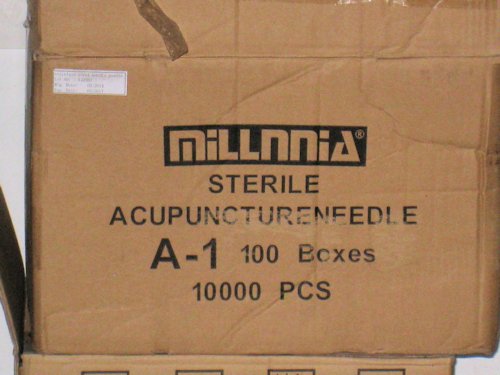 MiLLNNiA®
STERILE
ACUPUNCTURENEEDLE
A-1 100 Boxes
10000 PCS